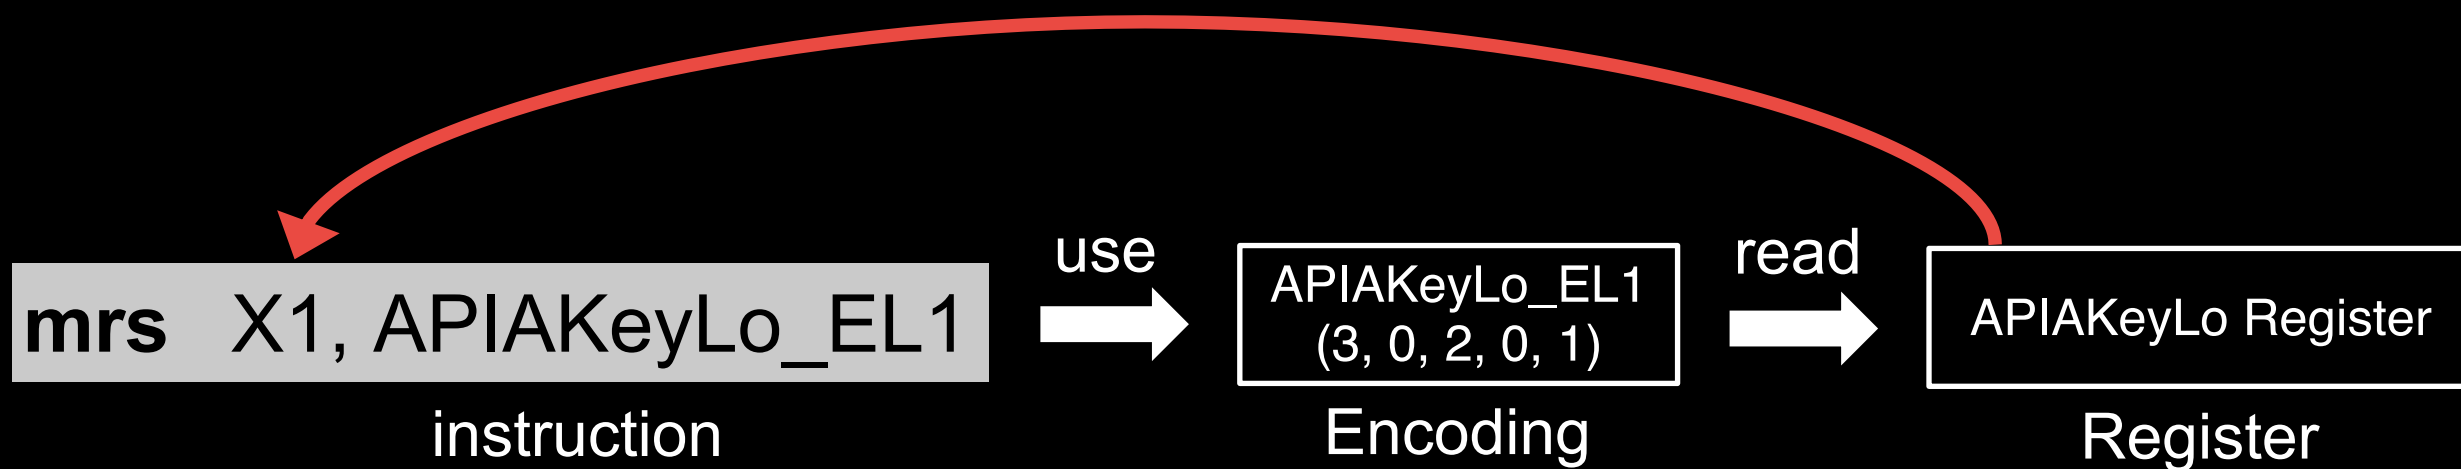 mrs X1, APIAKeyLo_EL1
instruction
use
APIAKeyLo_EL1
(3, 0, 2, 0, 1)
Encoding
read
APIAKeyLo Register
Register